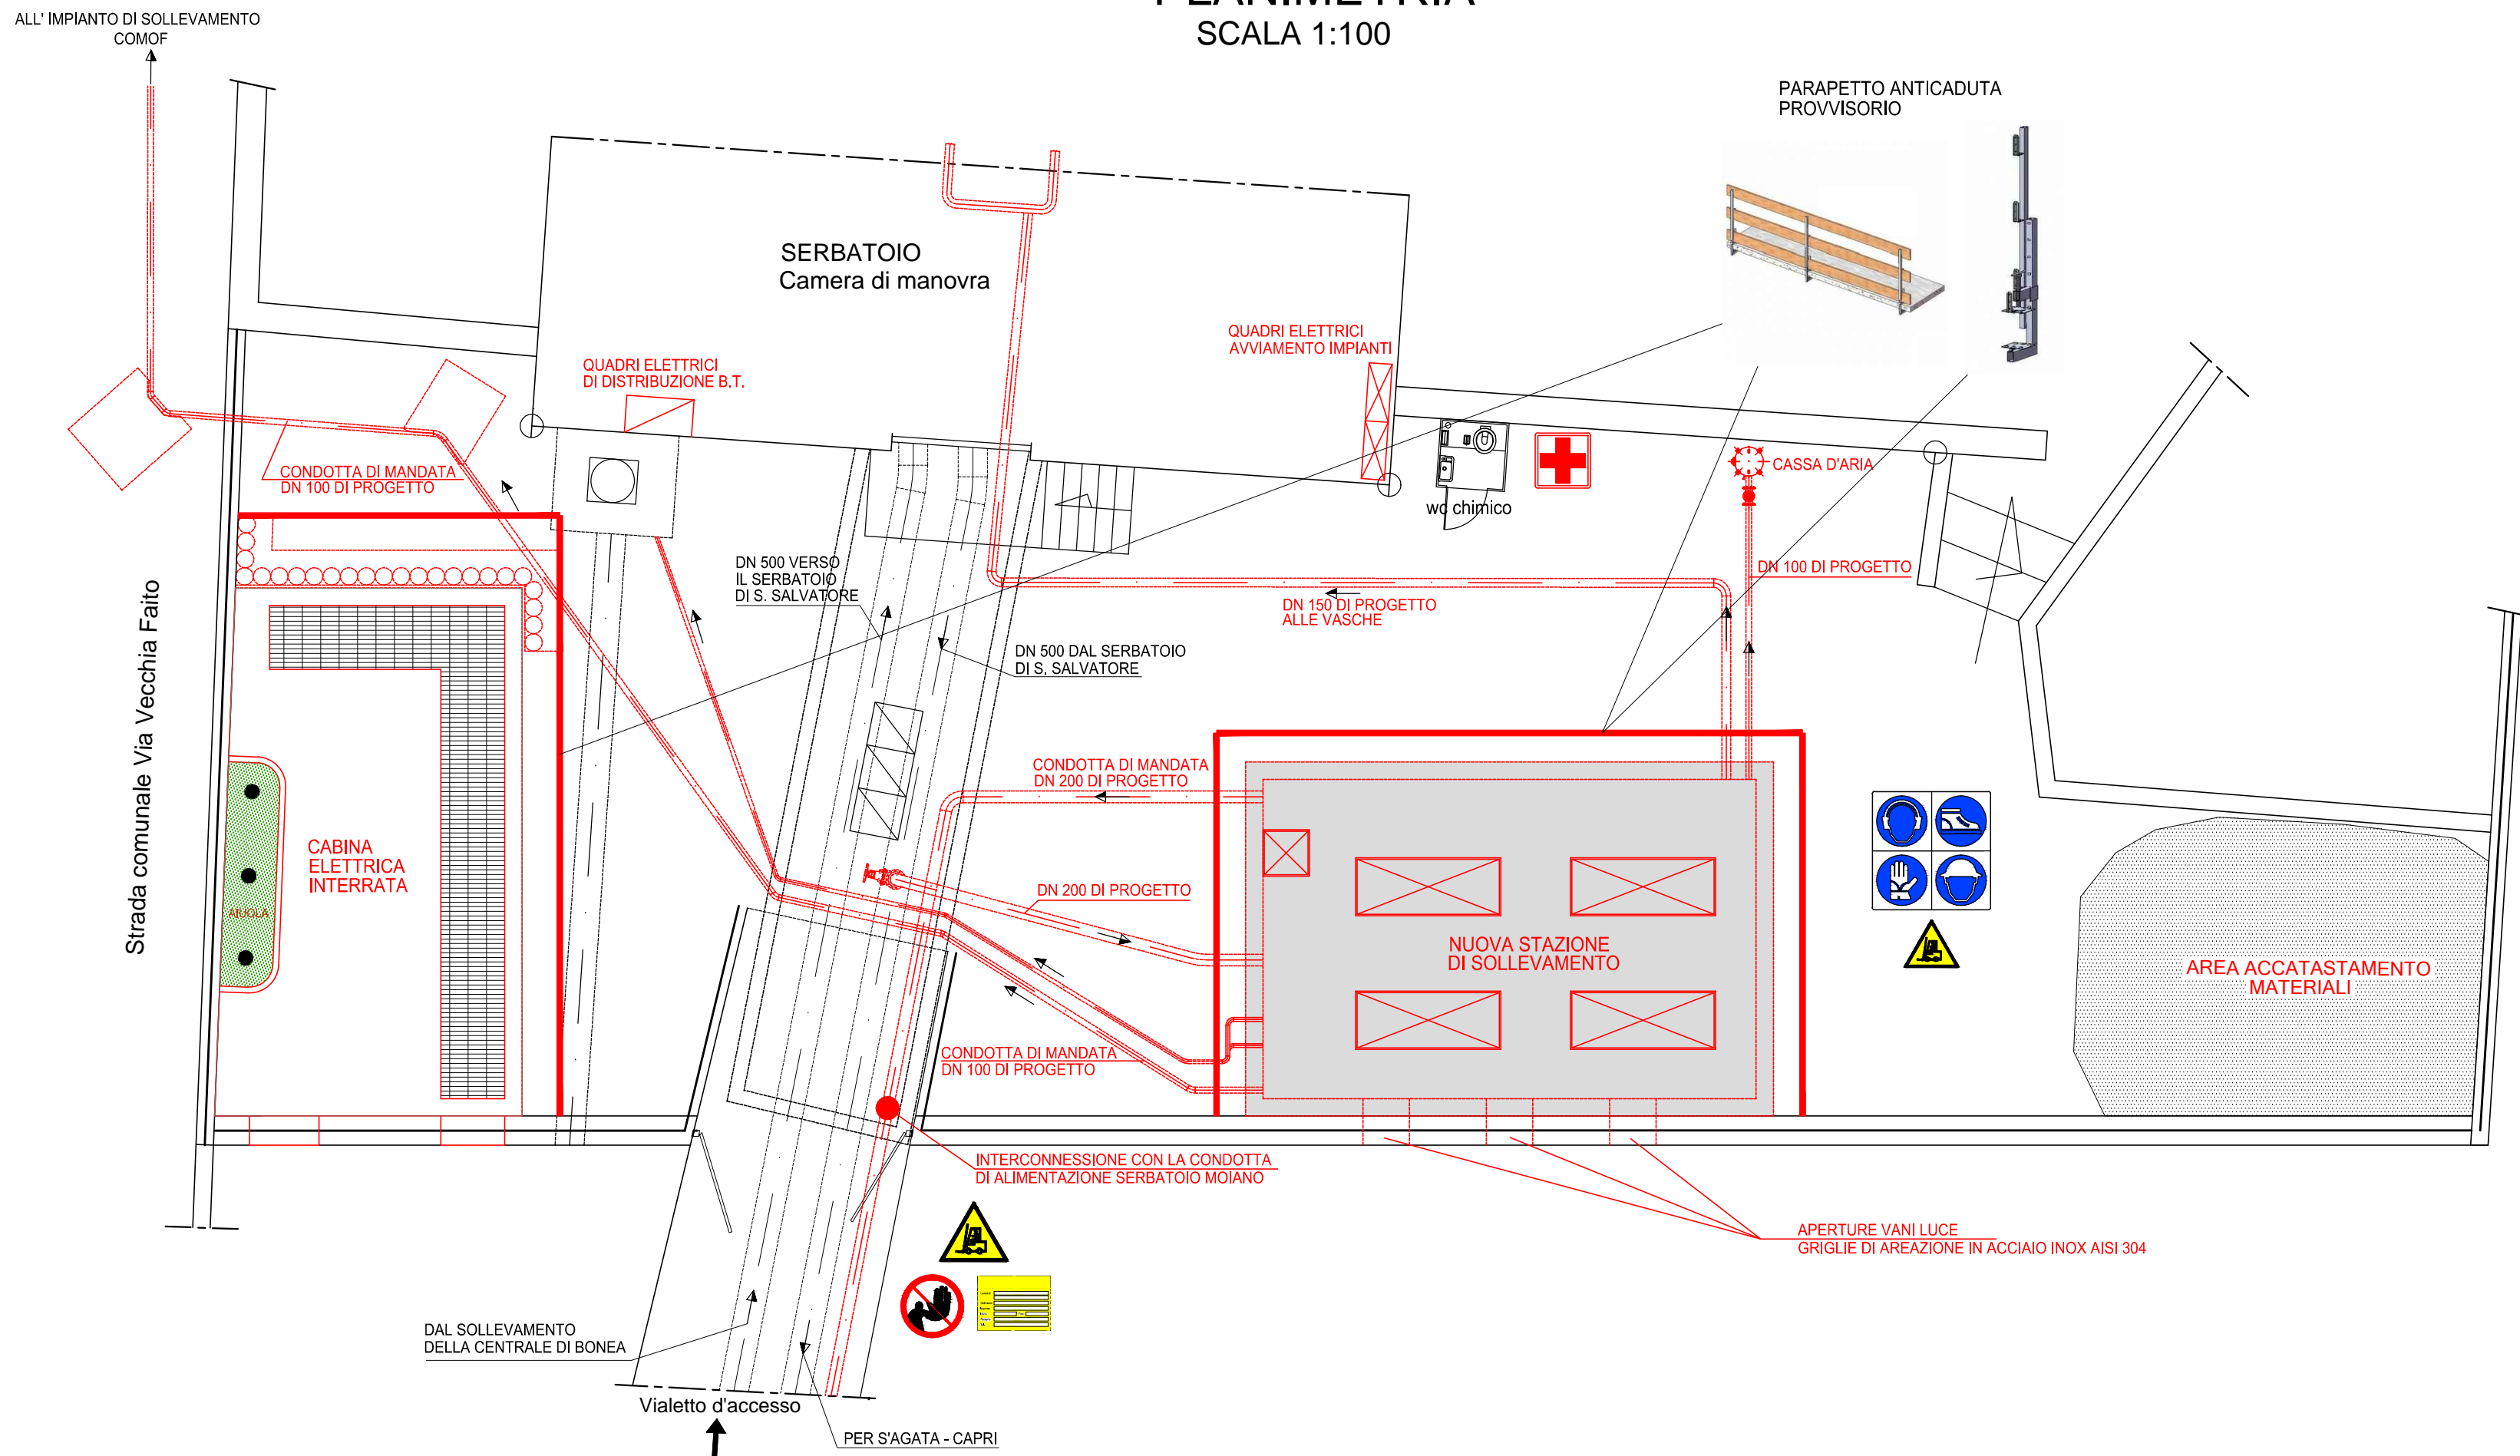 PLANIMETRIA
SCALA 1:100
ALL' IMPIANTO DI SOLLEVAMENTO
COMOF
PARAPETTO ANTICADUTA
PROVVISORIO
SERBATOIO
Camera di manovra
QUADRI ELETTRICI
AVVIAMENTO IMPIANTI
QUADRI ELETTRICI
DI DISTRIBUZIONE B.T.
CONDOTTA DI MANDATA
DN 100 DI PROGETTO
CASSA D'ARIA
wc chimico
DN 500 VERSO
IL SERBATOIO
DI S. SALVATORE
DN 100 DI PROGETTO
DN 150 DI PROGETTO
ALLE VASCHE
DN 500 DAL SERBATOIO
DI S. SALVATORE
Strada comunale Via Vecchia Faito
CONDOTTA DI MANDATA
DN 200 DI PROGETTO
CABINA
ELETTRICA
INTERRATA
AIUOLA
DN 200 DI PROGETTO
NUOVA STAZIONE
DI SOLLEVAMENTO
AREA ACCATASTAMENTO
MATERIALI
CONDOTTA DI MANDATA
DN 100 DI PROGETTO
INTERCONNESSIONE CON LA CONDOTTA
DI ALIMENTAZIONE SERBATOIO MOIANO
APERTURE VANI LUCE
GRIGLIE DI AREAZIONE IN ACCIAIO INOX AISI 304
DAL SOLLEVAMENTO
DELLA CENTRALE DI BONEA
Vialetto d'accesso
PER S'AGATA - CAPRI